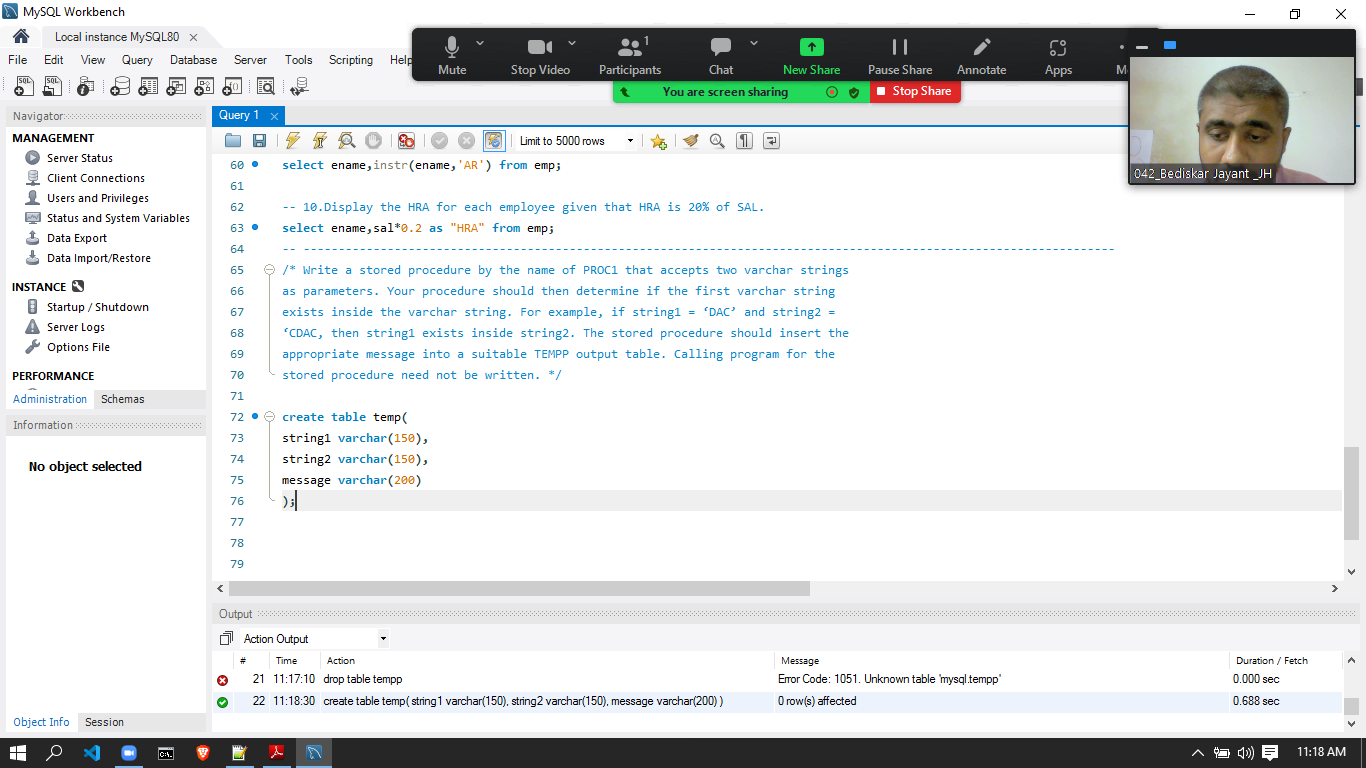 MySQL Workbench
Local instance MySQL80
File Edit View Query Database Server Tools Scripting Help
Mute Stop Video Participants 1 Chat New Share Pause Share Annotate Apps
You are screen sharing Stop Share
042_Bediskar Jayant _JH
Navigator
MANAGEMENT
Server Status
Client Connections
Users and Privileges
Status and System Variables
Data Export
Data Import/Restore
INSTANCE
Startup / Shutdown
Server Logs
Options File
PERFORMANCE
Administration Schemas
Information
No object selected
Object Info Session
Query 1
Limit to 5000 rows
60 select ename,instr(ename,'AR') from emp;
61
62 -- 10.Display the HRA for each employee given that HRA is 20% of SAL.
63 select ename,sal*0.2 as "HRA" from emp;
64 -- --------------------------------------------------------------------------------------------------------------------
65 /* Write a stored procedure by the name of PROC1 that accepts two varchar strings
66 as parameters. Your procedure should then determine if the first varchar string
67 exists inside the varchar string. For example, if string1 = ‘DAC’ and string2 =
68 ‘CDAC, then string1 exists inside string2. The stored procedure should insert the
69 appropriate message into a suitable TEMPP output table. Calling program for the
70 stored procedure need not be written. */
71
72 create table temp(
73 string1 varchar(150),
74 string2 varchar(150),
75 message varchar(200)
76 );
77
78
79
Output
Action Output
# Time Action Message Duration / Fetch
21 11:17:10 drop table tempp Error Code: 1051. Unknown table 'mysql.tempp' 0.000 sec
22 11:18:30 create table temp( string1 varchar(150), string2 varchar(150), message varchar(200) ) 0 row(s) affected 0.688 sec
11:18 AM